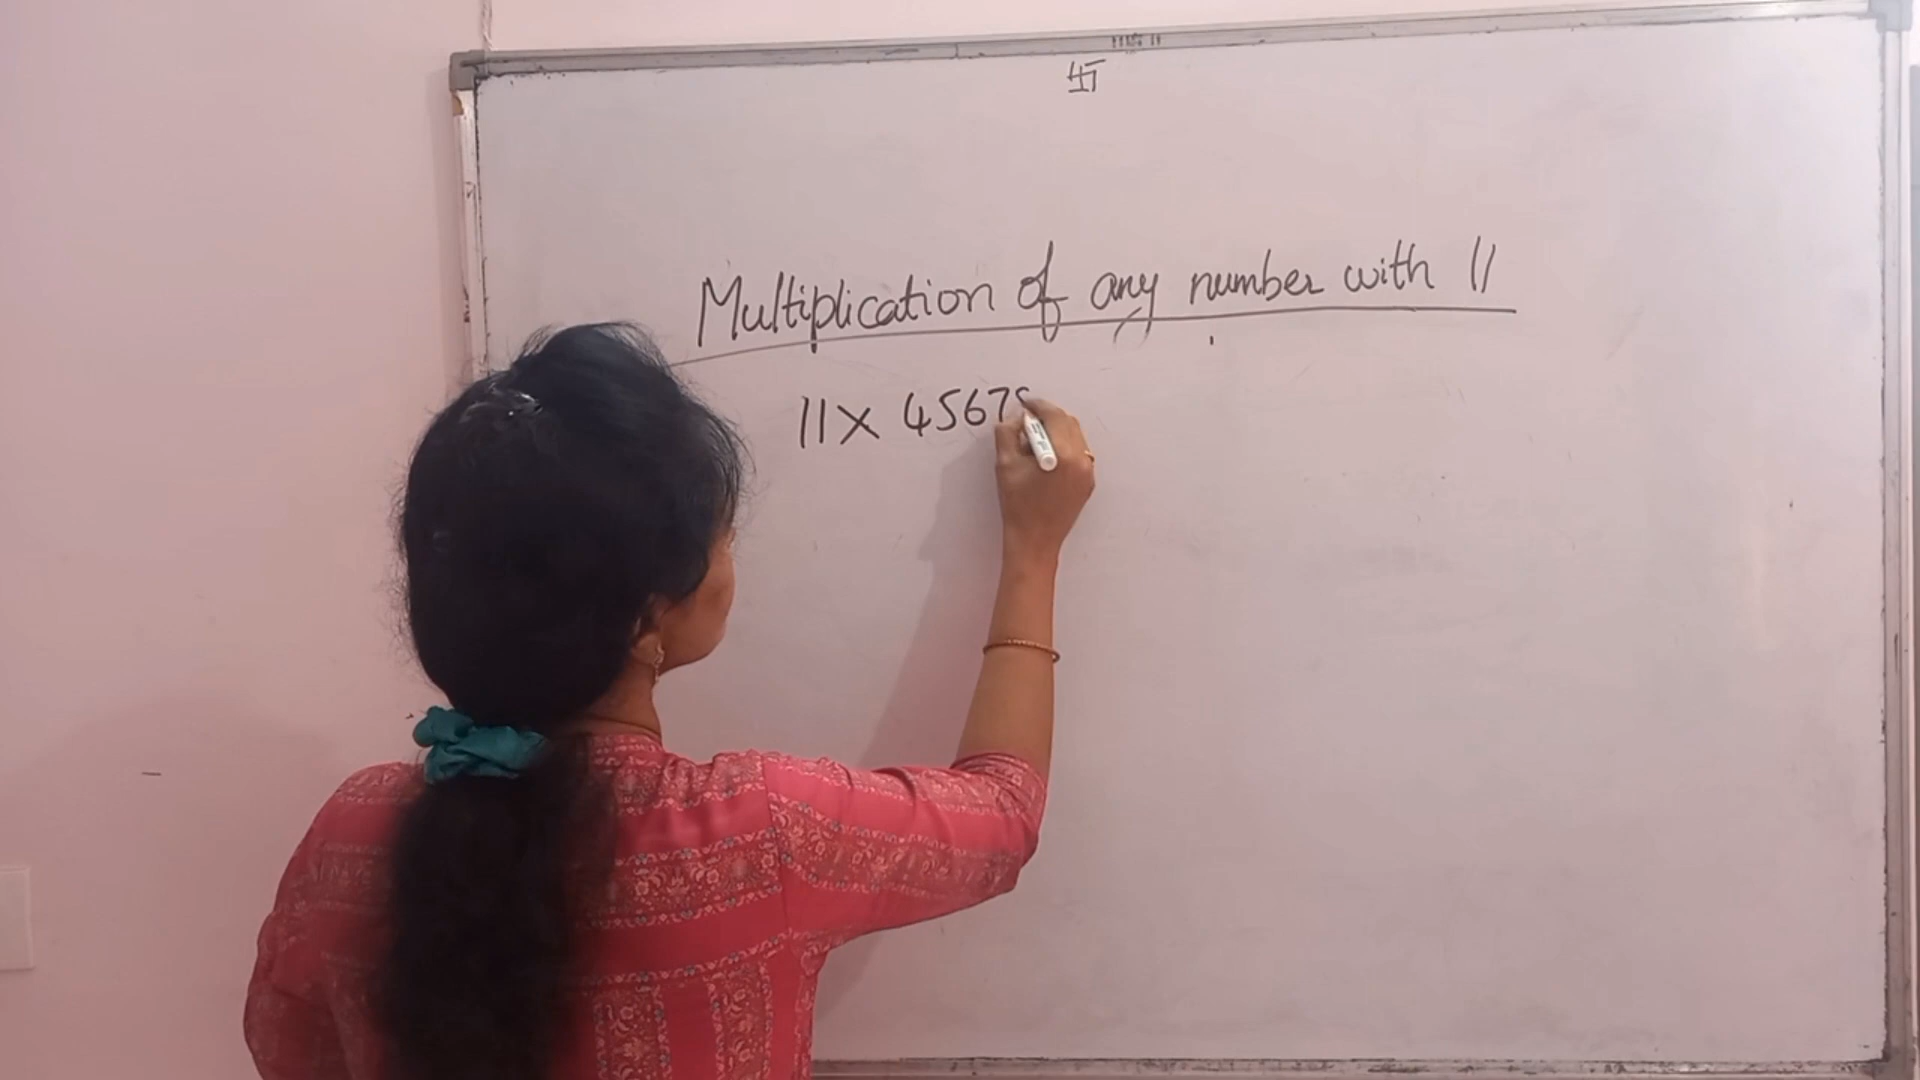 Multiplication of any number with 11
11 x 4567